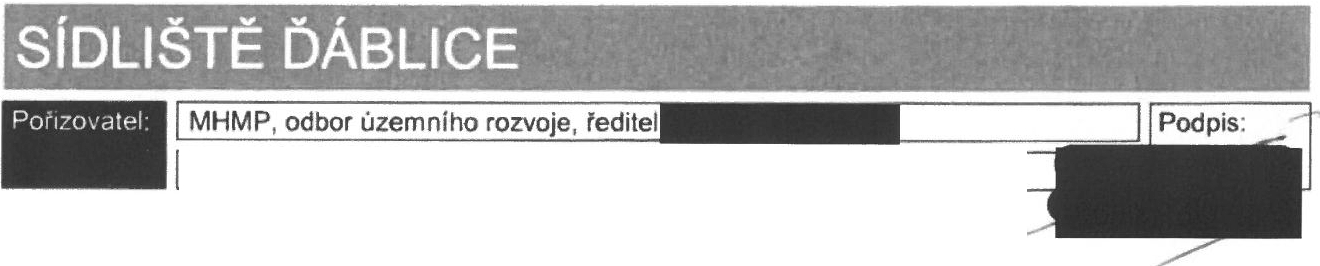 SÍDLIŠTĚ ĎÁBLICE
Pořizovatel: MHMP, odbor územního rozvoje, ředitel Podpis: